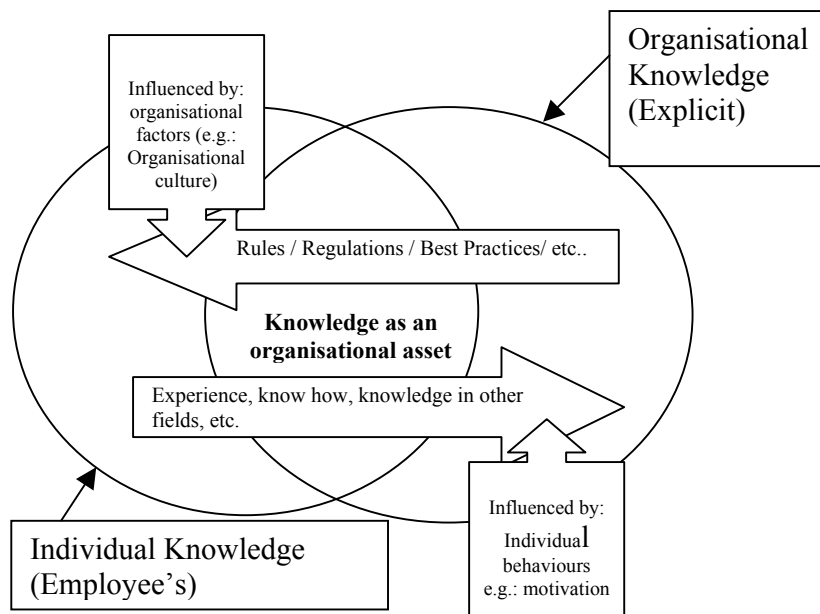 Organisational
Knowledge
(Explicit)
Influenced by:
organisational
factors (e.g.:
Organisational
culture)
Rules / Regulations / Best Practices/ etc..
Knowledge as an
organisational asset
Experience, know how, knowledge in other
fields, etc.
Influenced by:
Individual
behaviours
e.g.: motivation
Individual Knowledge
(Employee’s)